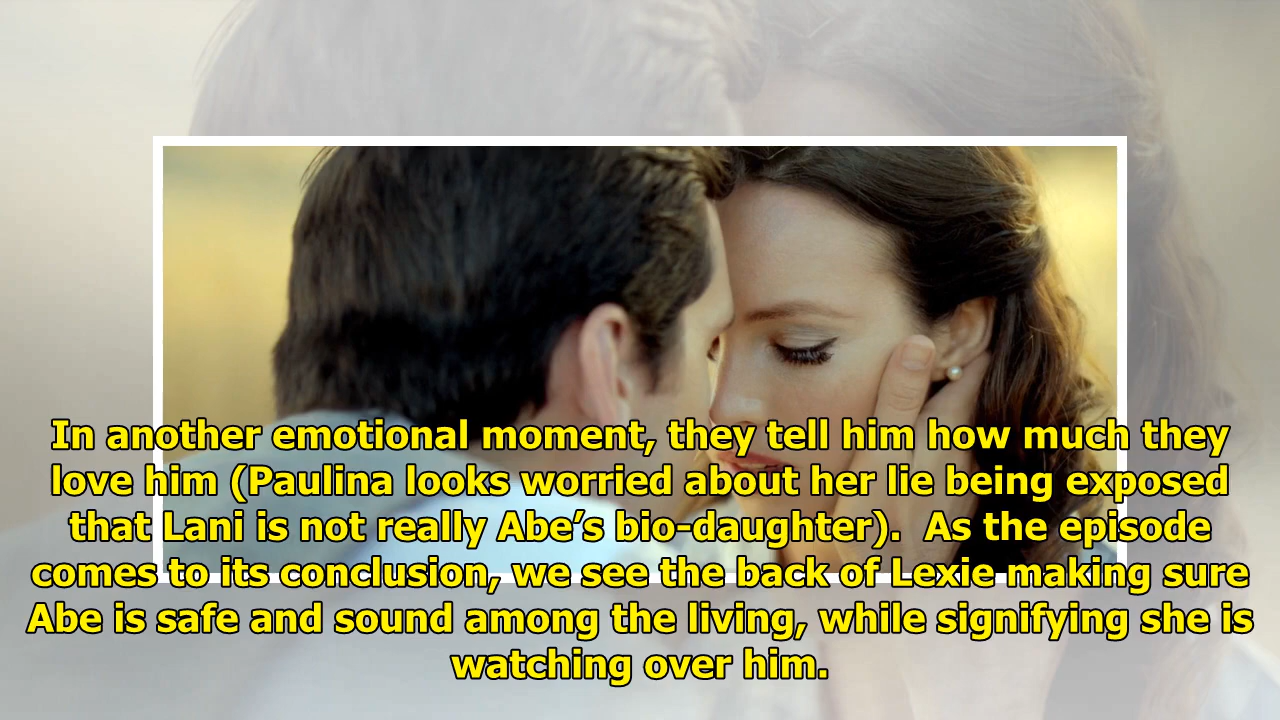 In another emotional moment, they tell him how much they
love him (Paulina looks worried about her lie being exposed
that Lani is not really Abe’s bio-daughter).  As the episode
comes to its conclusion, we see the back of Lexie making sure
Abe is safe and sound among the living, while signifying she is
watching over him.